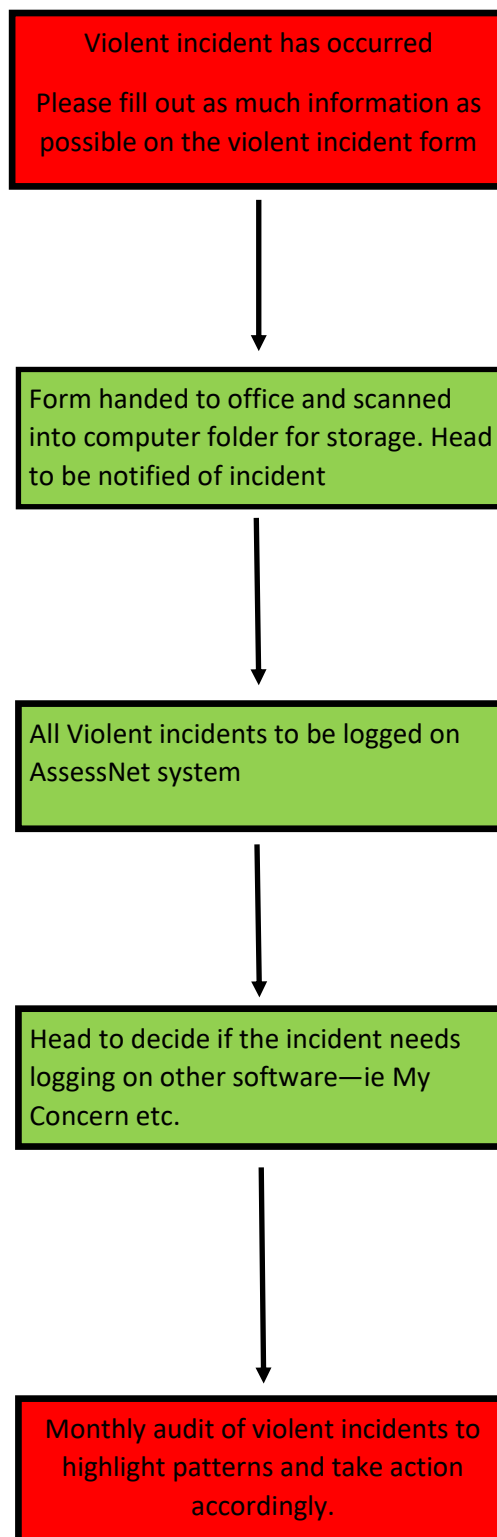 Violent incident has occurred
Please fill out as much information as
possible on the violent incident form
Form handed to office and scanned
into computer folder for storage. Head
to be notified of incident
All Violent incidents to be logged on
AssessNet system
Head to decide if the incident needs
logging on other software—ie My
Concern etc.
Monthly audit of violent incidents to
highlight patterns and take action
accordingly.